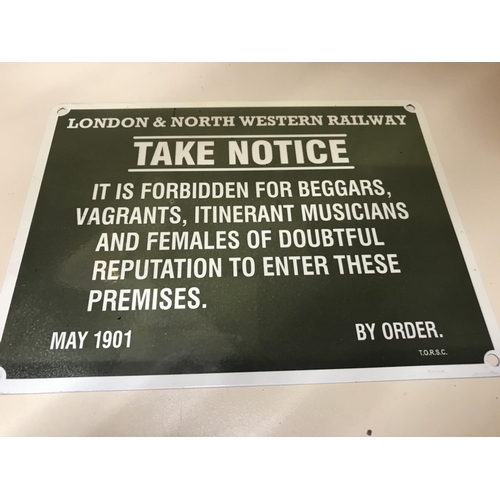 LONDON & NORTH WESTERN RAILWAY
TAKE NOTICE
IT IS FORBIDDEN FOR BEGGARS,
VAGRANTS, ITINERANT MUSICIANS
AND FEMALES OF DOUBTFUL
REPUTATION TO ENTER THESE
PREMISES.
MAY 1901 BY ORDER.
T.O.R.S.C.